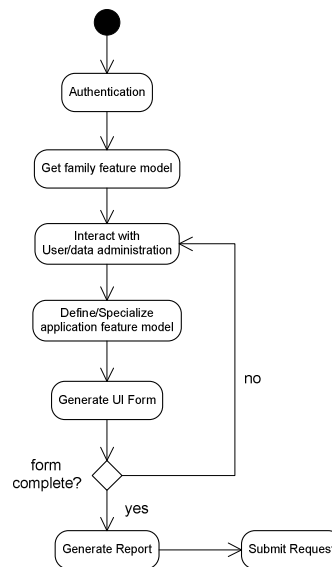 Authentication
Get family feature model
Interact with
User/data administration
Define/Specialize
application feature model
no
Generate UI Form
form
complete?
yes
Generate Report
Submit Request